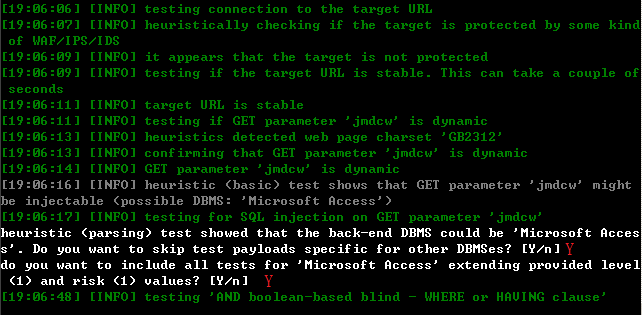 [19:06:06] [INFO] testing connection to the target URL
[19:06:07] [INFO] heuristically checking if the target is protected by some kind
 of WAF/IPS/IDS
[19:06:09] [INFO] it appears that the target is not protected
[19:06:09] [INFO] testing if the target URL is stable. This can take a couple of
 seconds
[19:06:11] [INFO] target URL is stable
[19:06:11] [INFO] testing if GET parameter 'jmdcw' is dynamic
[19:06:13] [INFO] heuristics detected web page charset 'GB2312'
[19:06:13] [INFO] confirming that GET parameter 'jmdcw' is dynamic
[19:06:14] [INFO] GET parameter 'jmdcw' is dynamic
[19:06:16] [INFO] heuristic (basic) test shows that GET parameter 'jmdcw' might
be injectable (possible DBMS: 'Microsoft Access')
[19:06:17] [INFO] testing for SQL injection on GET parameter 'jmdcw'
heuristic (parsing) test showed that the back-end DBMS could be 'Microsoft Acces
s'. Do you want to skip test payloads specific for other DBMSes? [Y/n] Y
do you want to include all tests for 'Microsoft Access' extending provided level
 (1) and risk (1) values? [Y/n] Y
[19:06:48] [INFO] testing 'AND boolean-based blind - WHERE or HAVING clause'